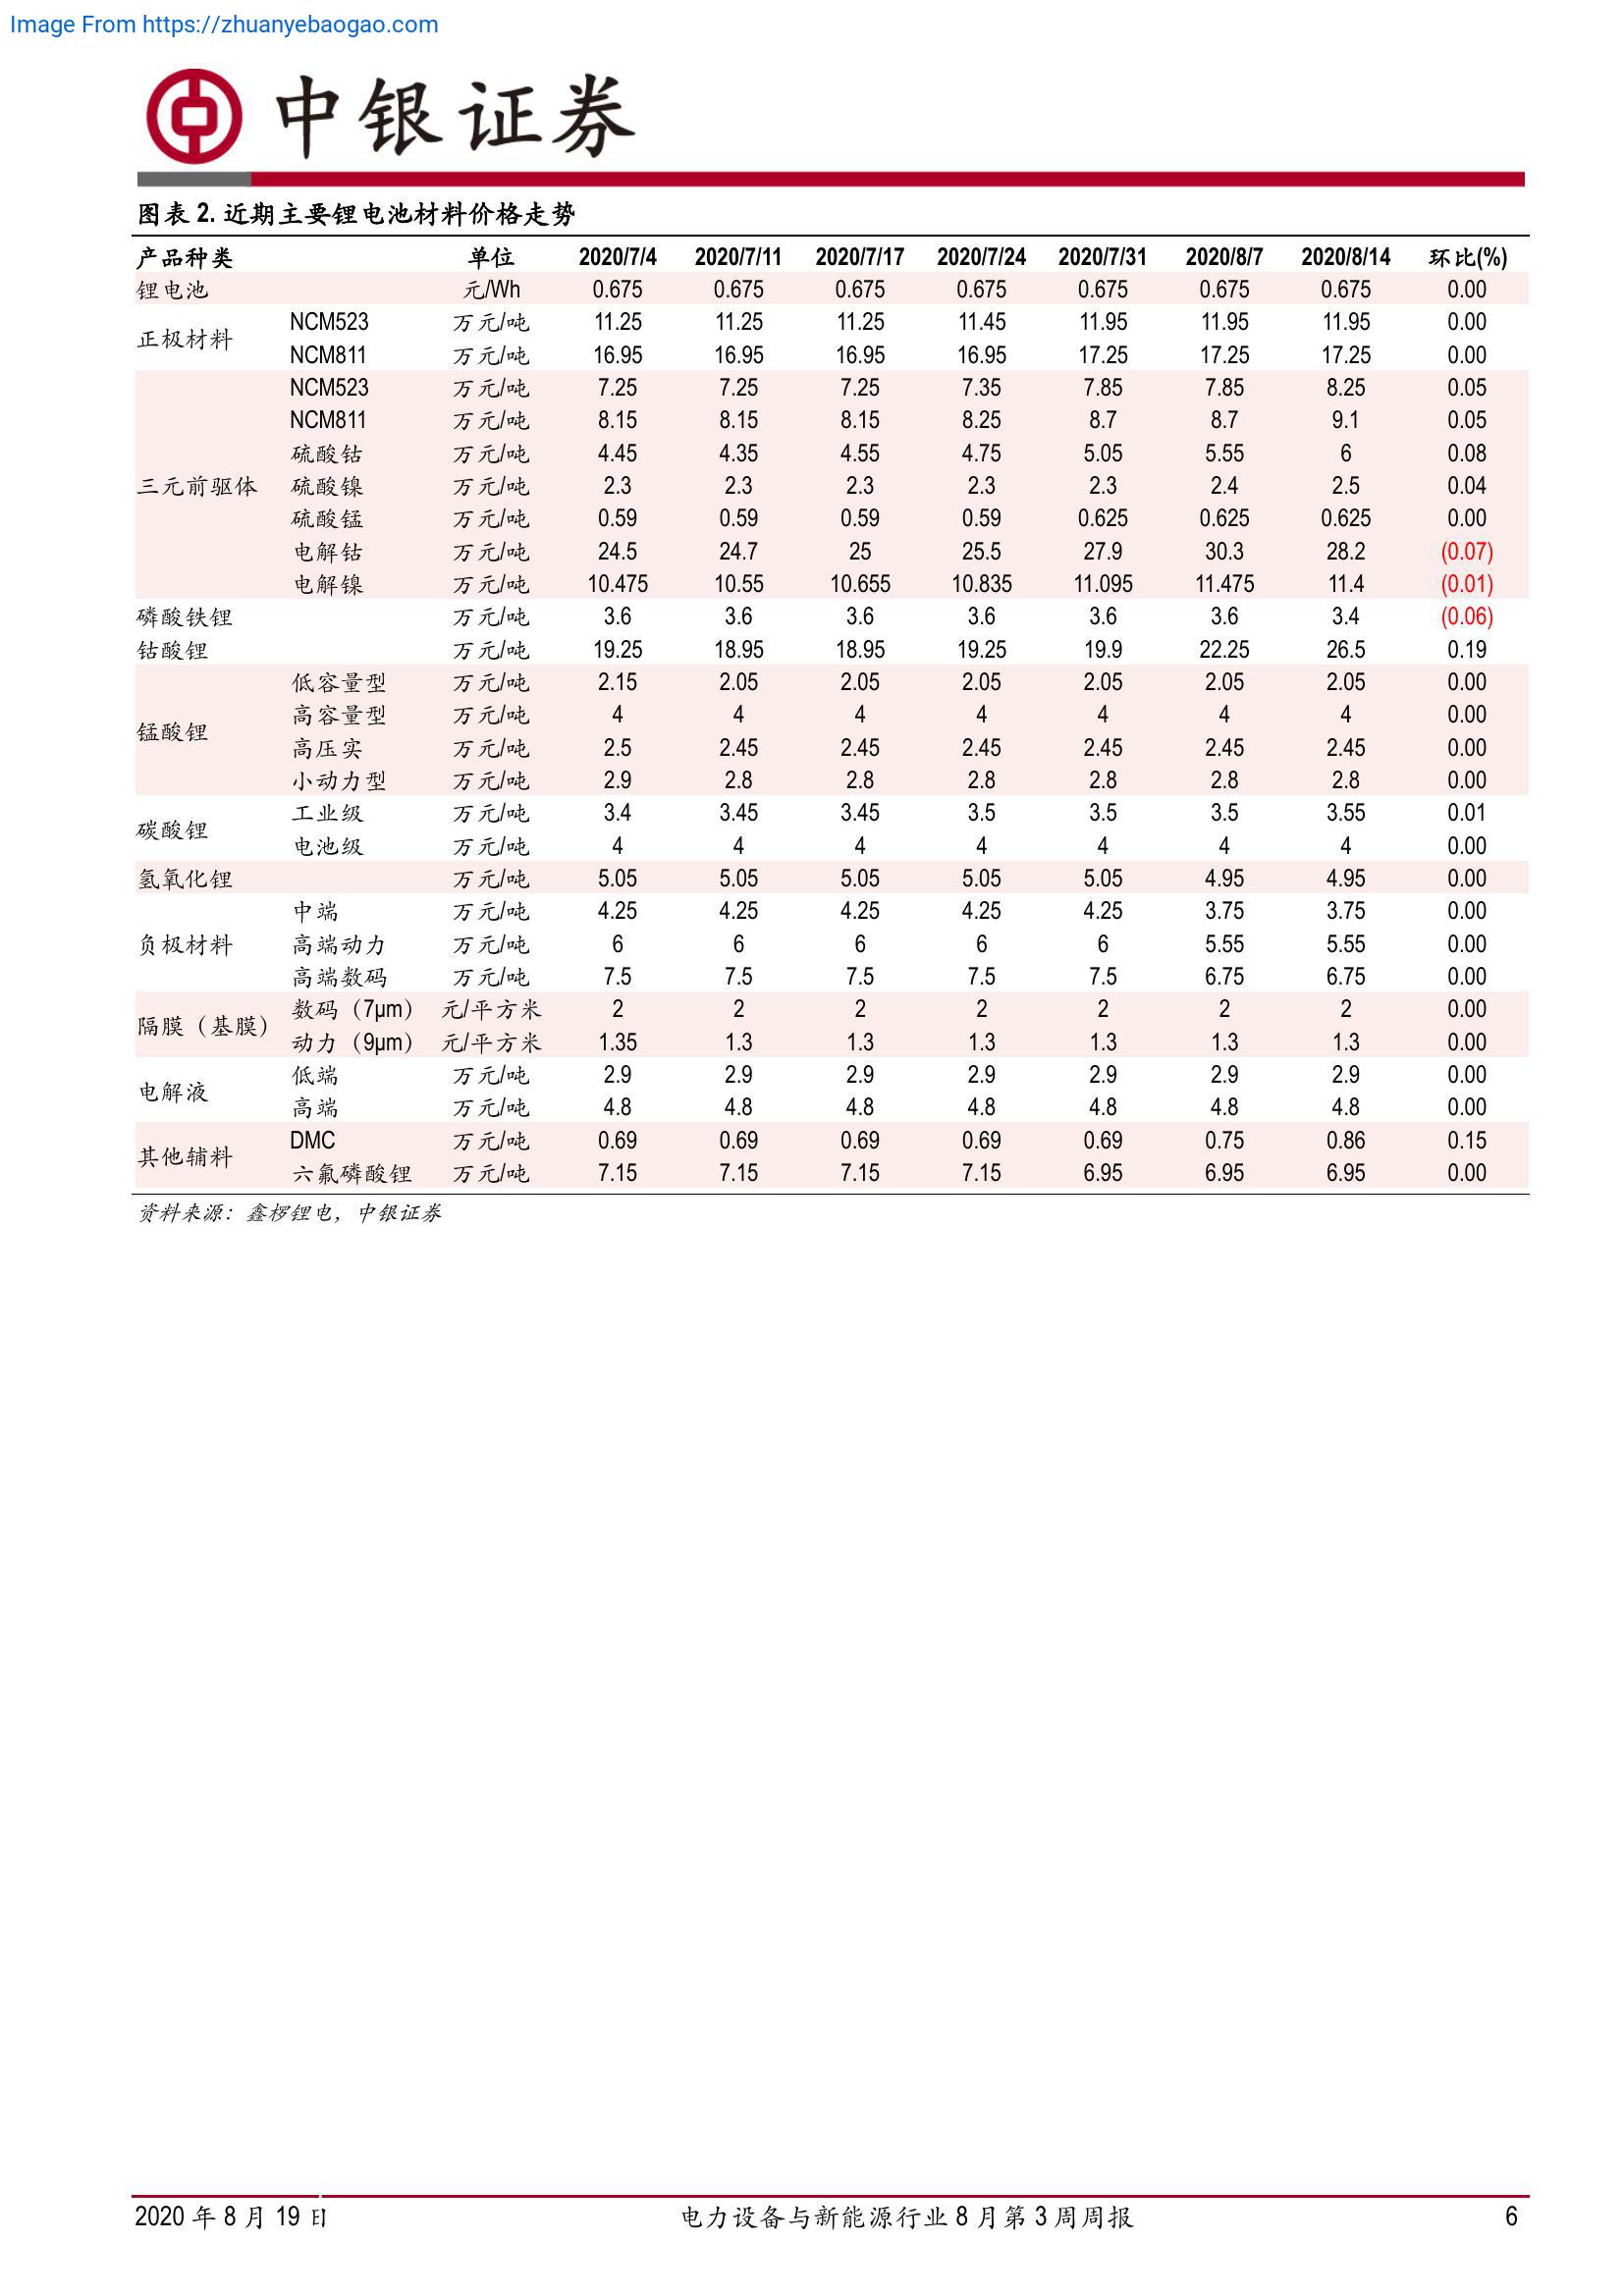 Image From https://zhuanyebaogao.com
中银证券
图表 2. 近期主要锂电池材料价格走势
产品种类 单位 2020/7/4 2020/7/11 2020/7/17 2020/7/24 2020/7/31 2020/8/7 2020/8/14 环比(%)
锂电池 元/Wh 0.675 0.675 0.675 0.675 0.675 0.675 0.675 0.00
正极材料 NCM523 万元/吨 11.25 11.25 11.25 11.45 11.95 11.95 11.95 0.00
NCM811 万元/吨 16.95 16.95 16.95 16.95 17.25 17.25 17.25 0.00
三元前驱体 NCM523 万元/吨 7.25 7.25 7.25 7.35 7.85 7.85 8.25 0.05
NCM811 万元/吨 8.15 8.15 8.15 8.25 8.7 8.7 9.1 0.05
硫酸钴 万元/吨 4.45 4.35 4.55 4.75 5.05 5.55 6 0.08
硫酸镍 万元/吨 2.3 2.3 2.3 2.3 2.3 2.4 2.5 0.04
硫酸锰 万元/吨 0.59 0.59 0.59 0.59 0.625 0.625 0.625 0.00
电解钴 万元/吨 24.5 24.7 25 25.5 27.9 30.3 28.2 (0.07)
电解镍 万元/吨 10.475 10.55 10.655 10.835 11.095 11.475 11.4 (0.01)
磷酸铁锂 万元/吨 3.6 3.6 3.6 3.6 3.6 3.6 3.4 (0.06)
钴酸锂 万元/吨 19.25 18.95 18.95 19.25 19.9 22.25 26.5 0.19
锰酸锂 低容量型 万元/吨 2.15 2.05 2.05 2.05 2.05 2.05 2.05 0.00
高容量型 万元/吨 4 4 4 4 4 4 4 0.00
高压实 万元/吨 2.5 2.45 2.45 2.45 2.45 2.45 2.45 0.00
小动力型 万元/吨 2.9 2.8 2.8 2.8 2.8 2.8 2.8 0.00
碳酸锂 工业级 万元/吨 3.4 3.45 3.45 3.5 3.5 3.5 3.55 0.01
电池级 万元/吨 4 4 4 4 4 4 4 0.00
氢氧化锂 万元/吨 5.05 5.05 5.05 5.05 5.05 4.95 4.95 0.00
负极材料 中端 万元/吨 4.25 4.25 4.25 4.25 4.25 3.75 3.75 0.00
高端动力 万元/吨 6 6 6 6 6 5.55 5.55 0.00
高端数码 万元/吨 7.5 7.5 7.5 7.5 7.5 6.75 6.75 0.00
隔膜（基膜） 数码（7μm） 元/平方米 2 2 2 2 2 2 2 0.00
动力（9μm） 元/平方米 1.35 1.3 1.3 1.3 1.3 1.3 1.3 0.00
电解液 低端 万元/吨 2.9 2.9 2.9 2.9 2.9 2.9 2.9 0.00
高端 万元/吨 4.8 4.8 4.8 4.8 4.8 4.8 4.8 0.00
其他辅料 DMC 万元/吨 0.69 0.69 0.69 0.69 0.69 0.75 0.86 0.15
六氟磷酸锂 万元/吨 7.15 7.15 7.15 7.15 6.95 6.95 6.95 0.00
资料来源：鑫椤锂电，中银证券
2020 年 8 月 19 日 电力设备与新能源行业 8 月第 3 周周报 6